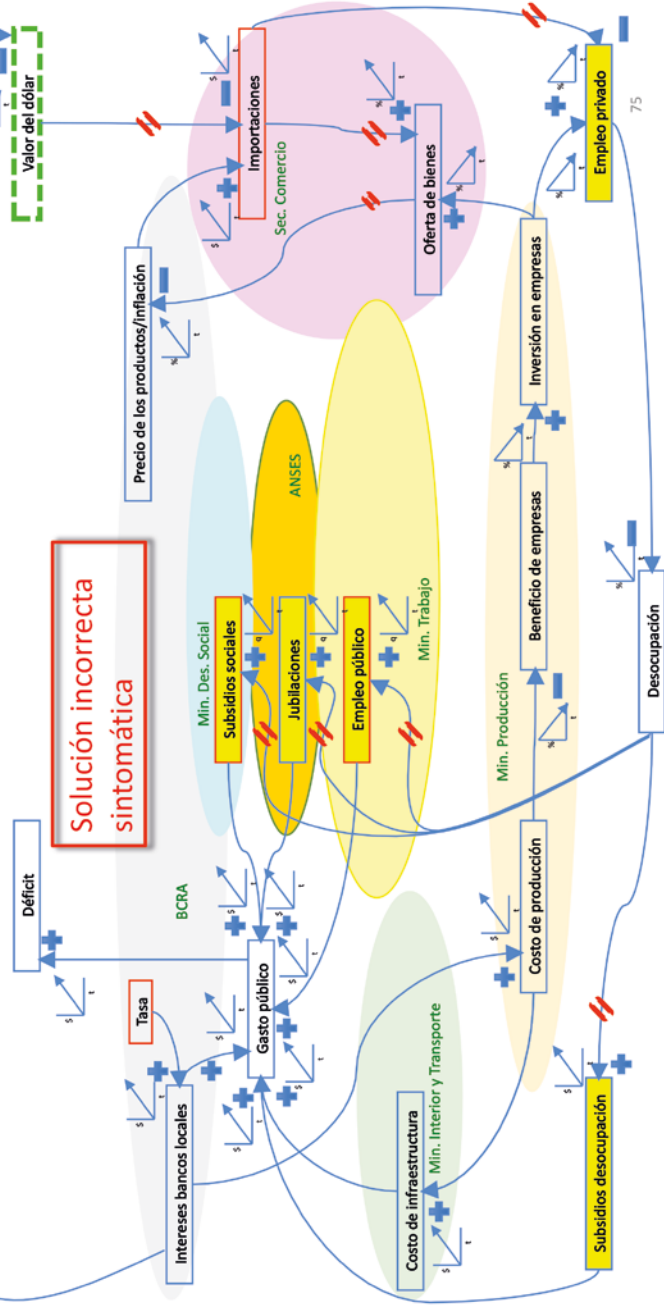 Valor del dólar
t
Solución incorrecta
sintomática
Déficit
$
t
Tasa
BCRA
Precio de los productos/inflación
%
t
Importaciones
$
t
$
t
Sec. Comercio
Intereses bancos locales
$
t
Gasto público
$
t
$
t
$
t
$
t
$
t
$
t
Min. Des. Social
Subsidios sociales
q
t
ANSES
Jubilaciones
q
t
Empleo público
q
t
Min. Trabajo
Oferta de bienes
%
t
%
t
Costo de infraestructura
$
t
Min. Interior y Transporte
Min. Producción
Costo de producción
$
t
Beneficio de empresas
%
t
Inversión en empresas
%
t
Empleo privado
%
t
%
t
Subsidios desocupación
$
t
Desocupación
%
t
75